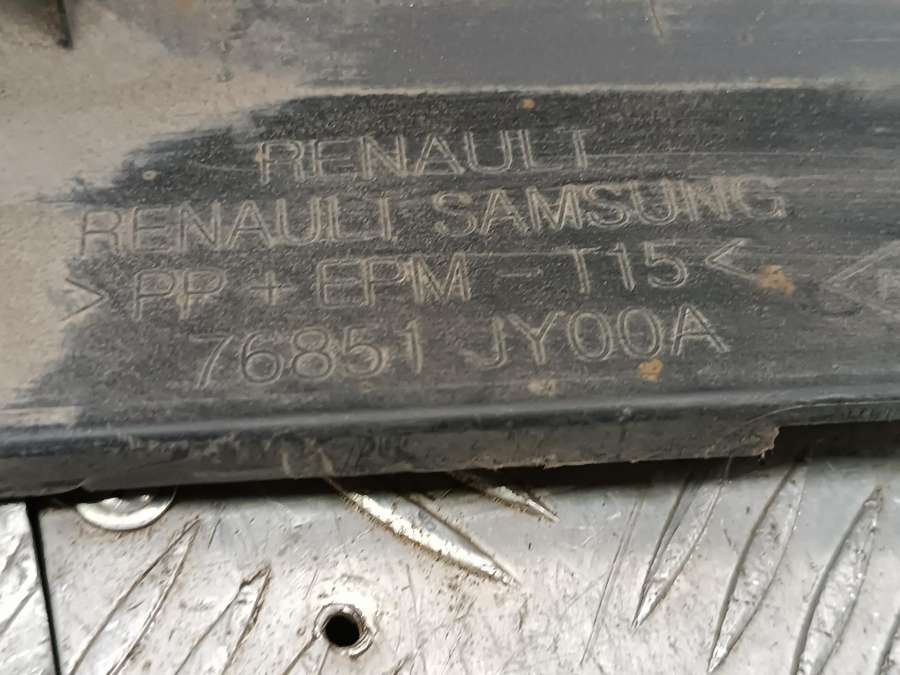 RENAULT
RENAULT SAMSUNG
>PP + EPM - T15<
76851 JY00A